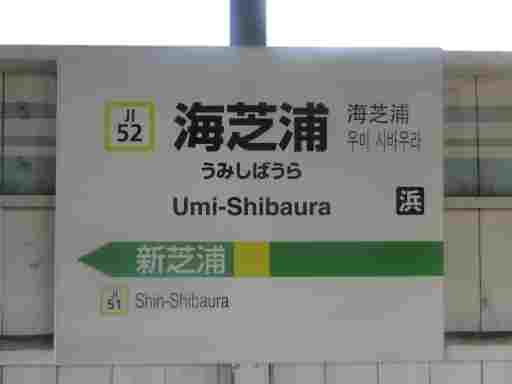 JI
52
海芝浦
うみしばうら
Umi-Shibaura
海芝浦
우미 시바우라
浜
新芝浦
JI
51
Shin-Shibaura